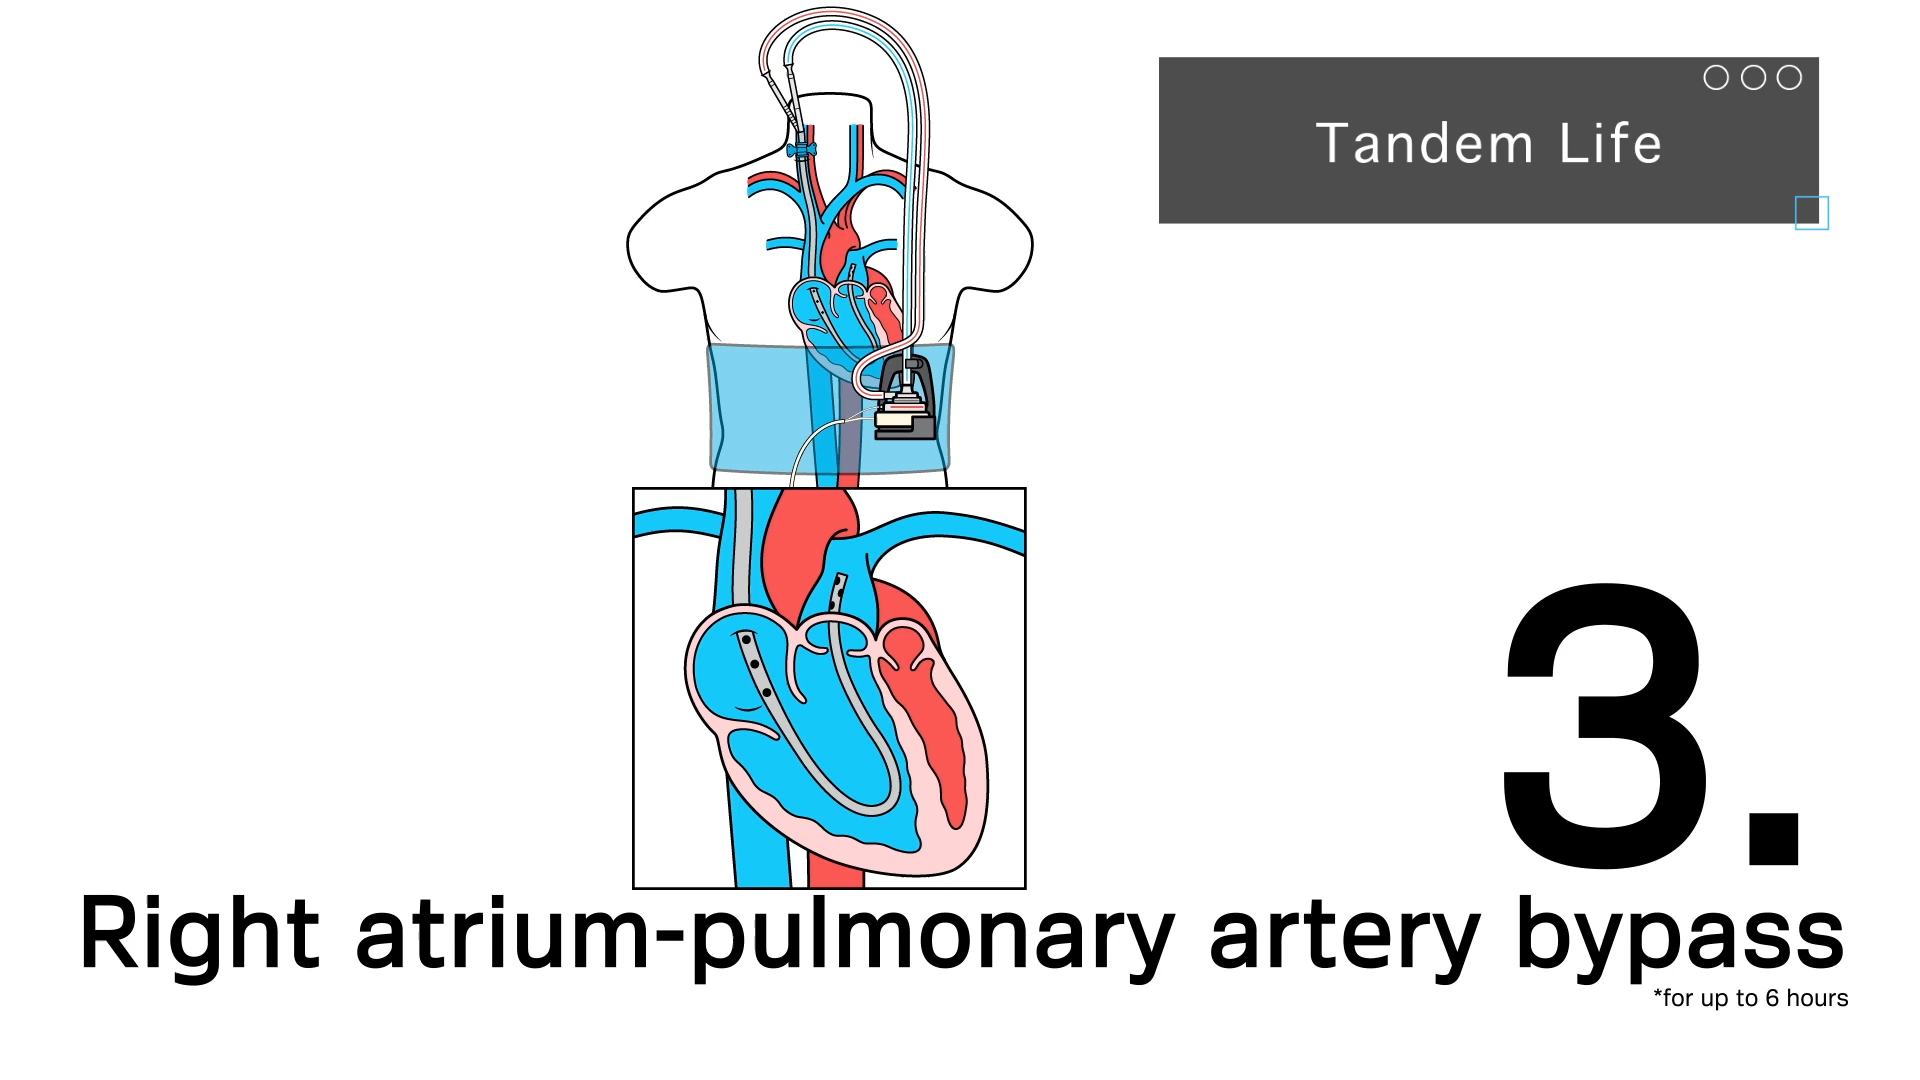 Tandem Life
3.
Right atrium-pulmonary artery bypass
*for up to 6 hours